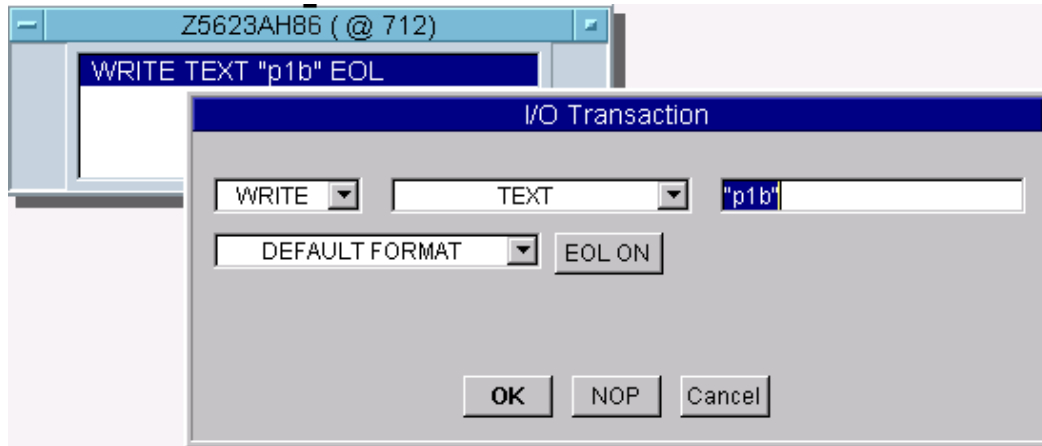 Z5623AH86 ( @ 712)
WRITE TEXT "p1b" EOL
I/O Transaction
WRITE TEXT "p1b"
DEFAULT FORMAT EOL ON
OK NOP Cancel